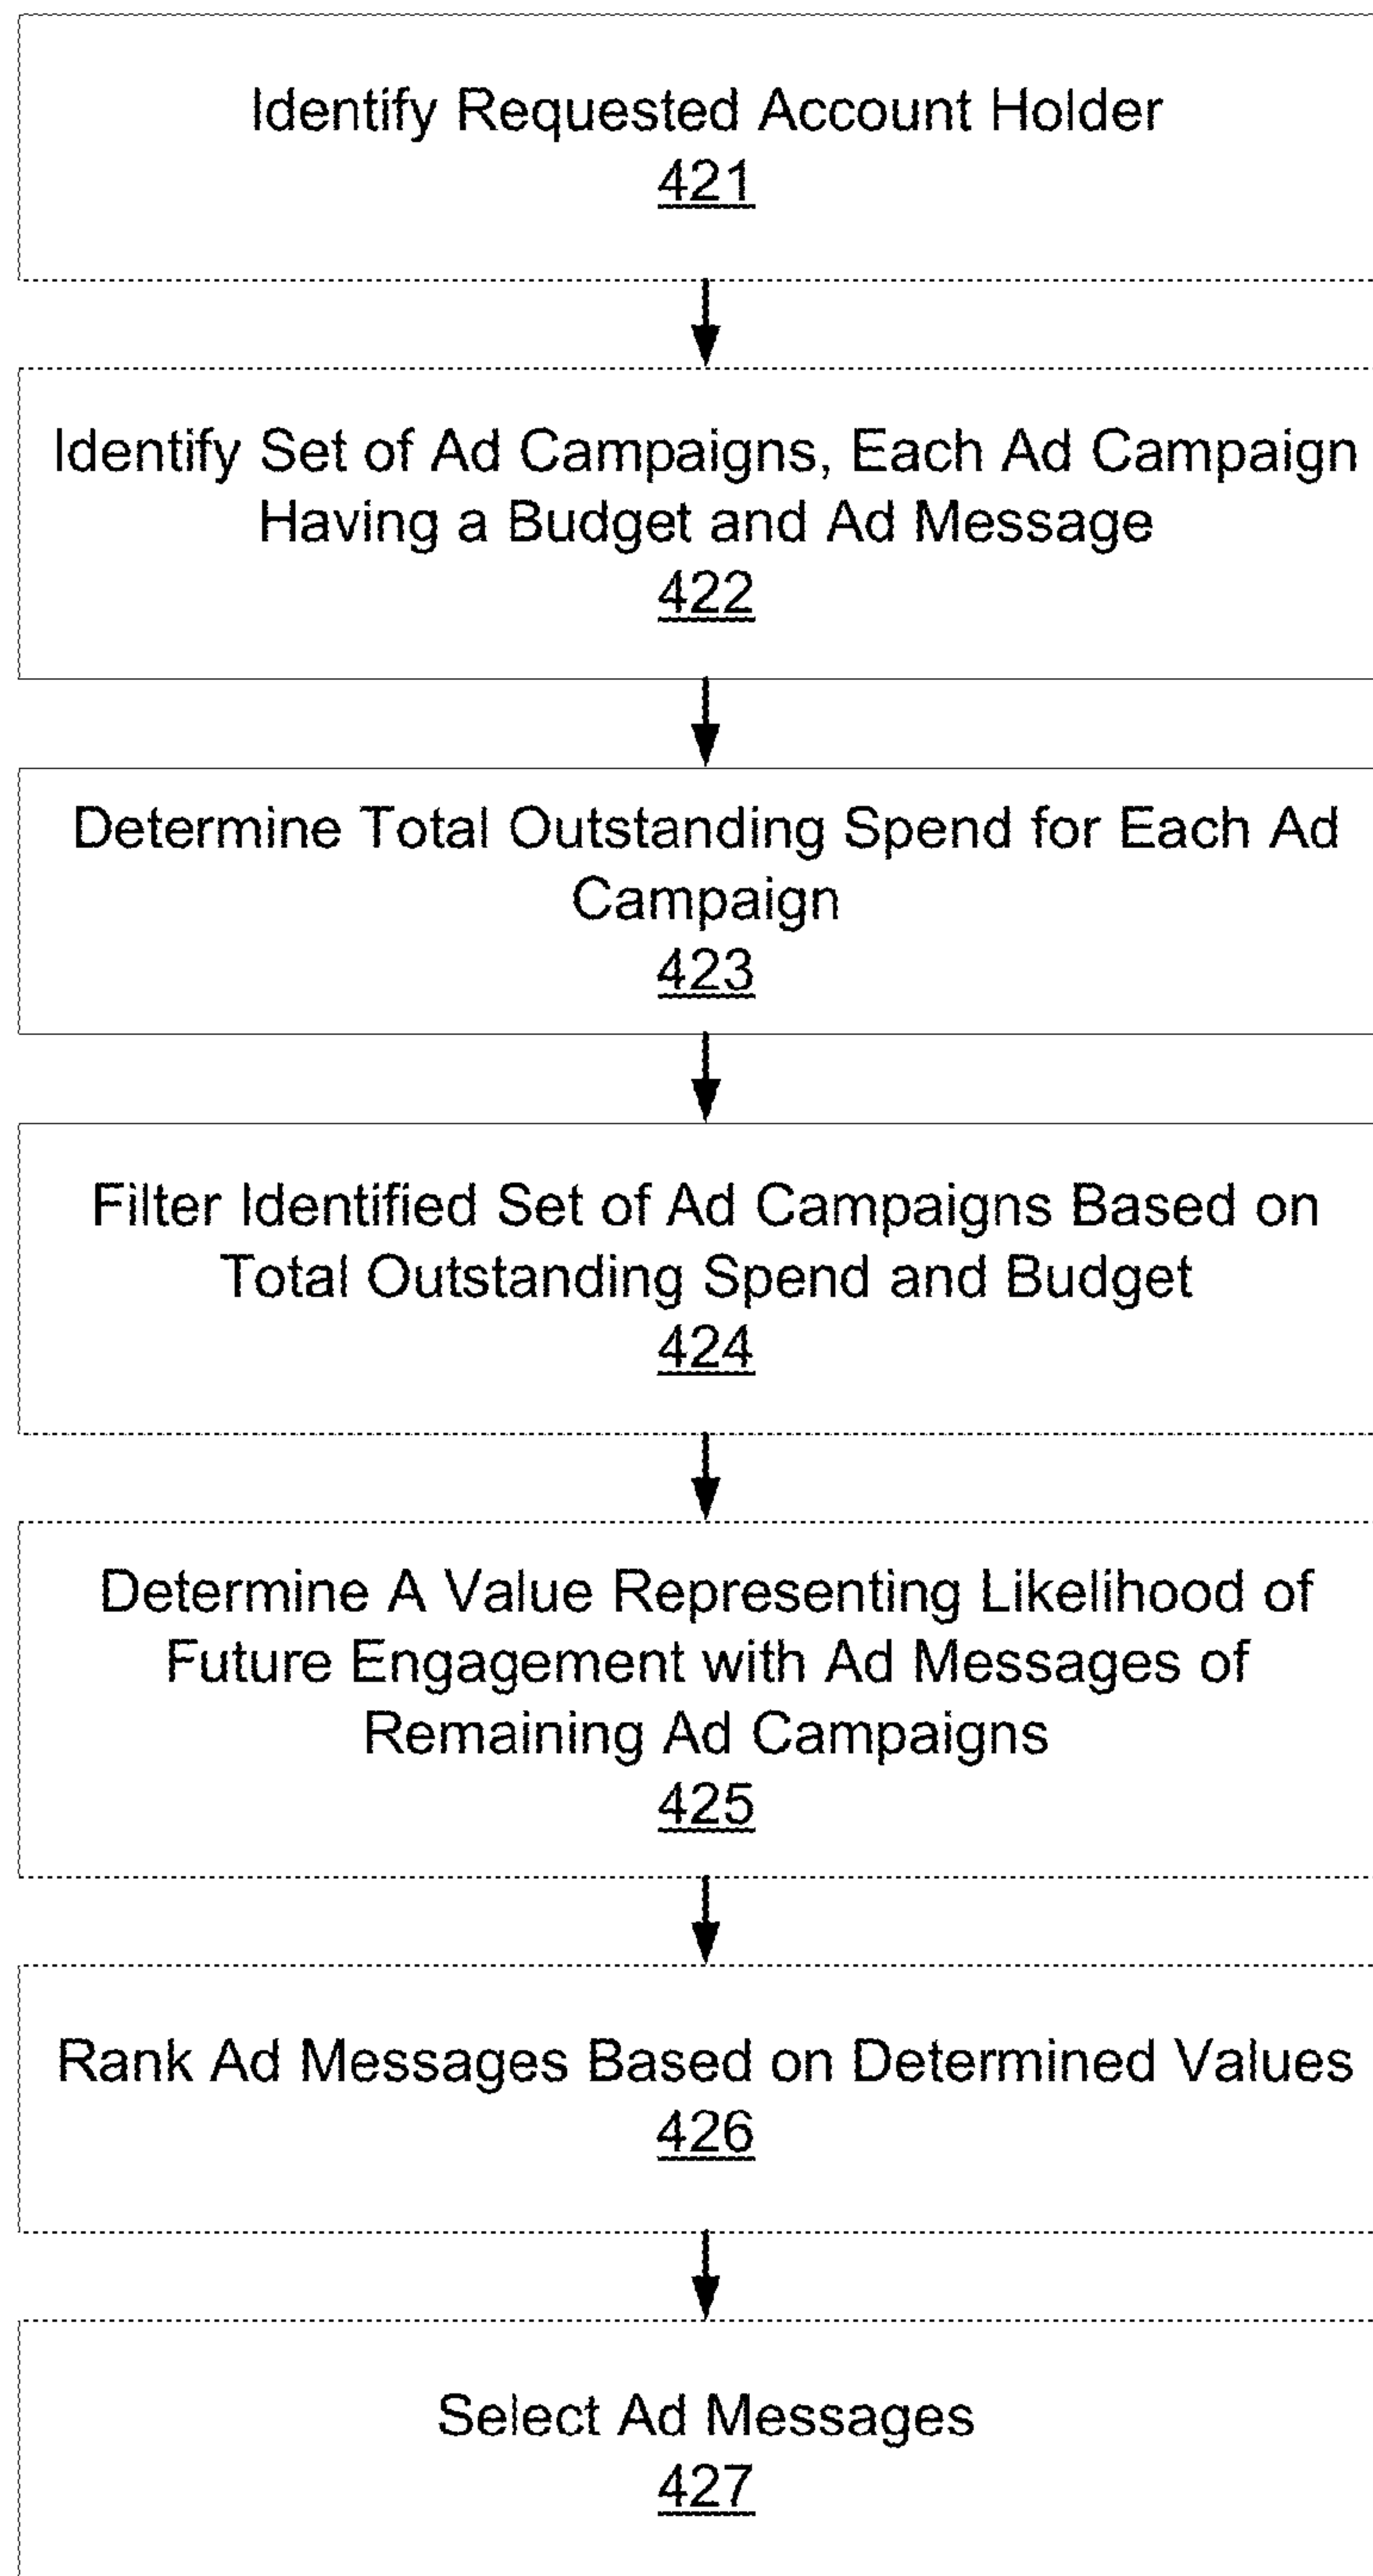 Identify Requested Account Holder
421
Identify Set of Ad Campaigns, Each Ad Campaign
Having a Budget and Ad Message
422
Determine Total Outstanding Spend for Each Ad
Campaign
423
Filter Identified Set of Ad Campaigns Based on
Total Outstanding Spend and Budget
424
Determine A Value Representing Likelihood of
Future Engagement with Ad Messages of
Remaining Ad Campaigns
425
Rank Ad Messages Based on Determined Values
426
Select Ad Messages
427